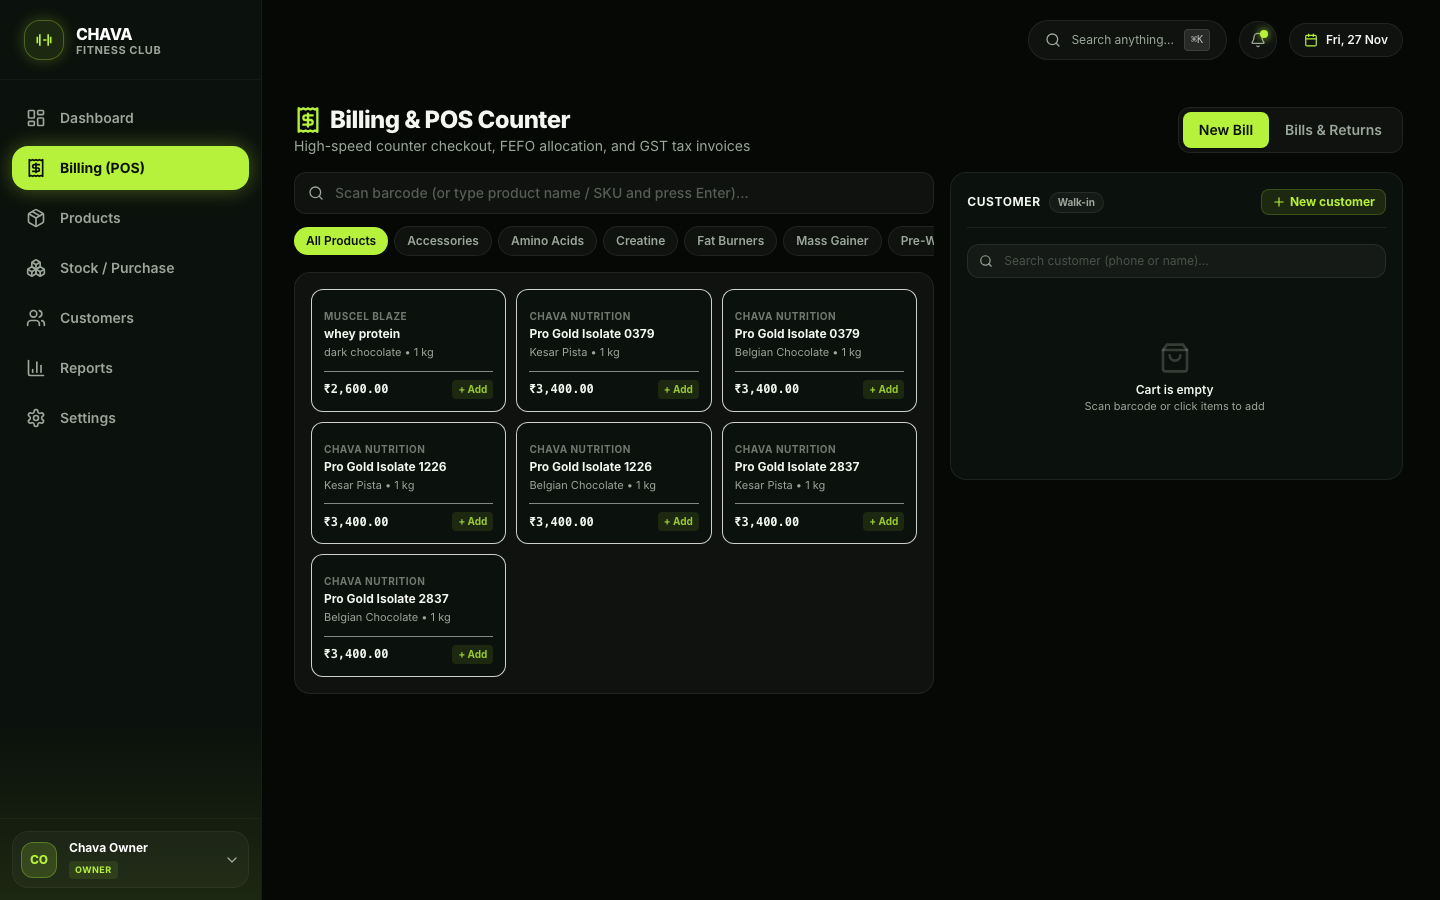 CHAVA
FITNESS CLUB
Search anything...
⌘K
Fri, 27 Nov
Dashboard
Billing (POS)
Products
Stock / Purchase
Customers
Reports
Settings
Chava Owner
CO
OWNER
Billing & POS Counter
High-speed counter checkout, FEFO allocation, and GST tax invoices
New Bill
Bills & Returns
Scan barcode (or type product name / SKU and press Enter)...
All Products
Accessories
Amino Acids
Creatine
Fat Burners
Mass Gainer
Pre-W
MUSCEL BLAZE
whey protein
dark chocolate • 1 kg
₹2,600.00
+ Add
CHAVA NUTRITION
Pro Gold Isolate 0379
Kesar Pista • 1 kg
₹3,400.00
+ Add
CHAVA NUTRITION
Pro Gold Isolate 0379
Belgian Chocolate • 1 kg
₹3,400.00
+ Add
CHAVA NUTRITION
Pro Gold Isolate 1226
Kesar Pista • 1 kg
₹3,400.00
+ Add
CHAVA NUTRITION
Pro Gold Isolate 1226
Belgian Chocolate • 1 kg
₹3,400.00
+ Add
CHAVA NUTRITION
Pro Gold Isolate 2837
Kesar Pista • 1 kg
₹3,400.00
+ Add
CHAVA NUTRITION
Pro Gold Isolate 2837
Belgian Chocolate • 1 kg
₹3,400.00
+ Add
CUSTOMER
Walk-in
+ New customer
Search customer (phone or name)...
Cart is empty
Scan barcode or click items to add